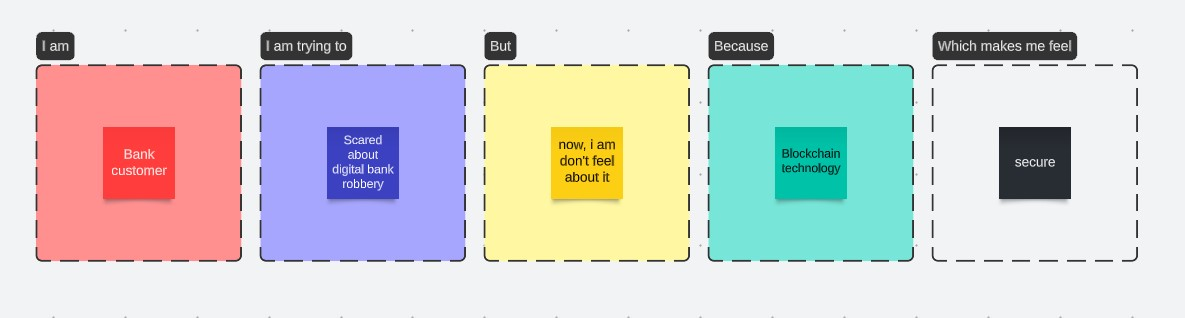 I am
I am trying to
But
Because
Which makes me feel
Bank
customer
Scared
about
digital bank
robbery
now, i am
don't feel
about it
Blockchain
technology
secure